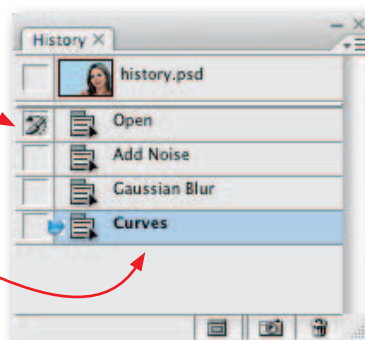 History
history.psd
Open
Add Noise
Gaussian Blur
Curves